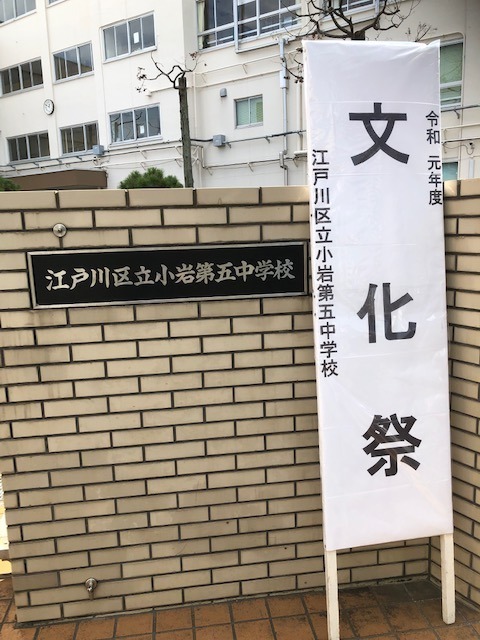 江戸川区立小岩第五中学校
令和 元年度
文化祭
江戸川区立小岩第五中学校